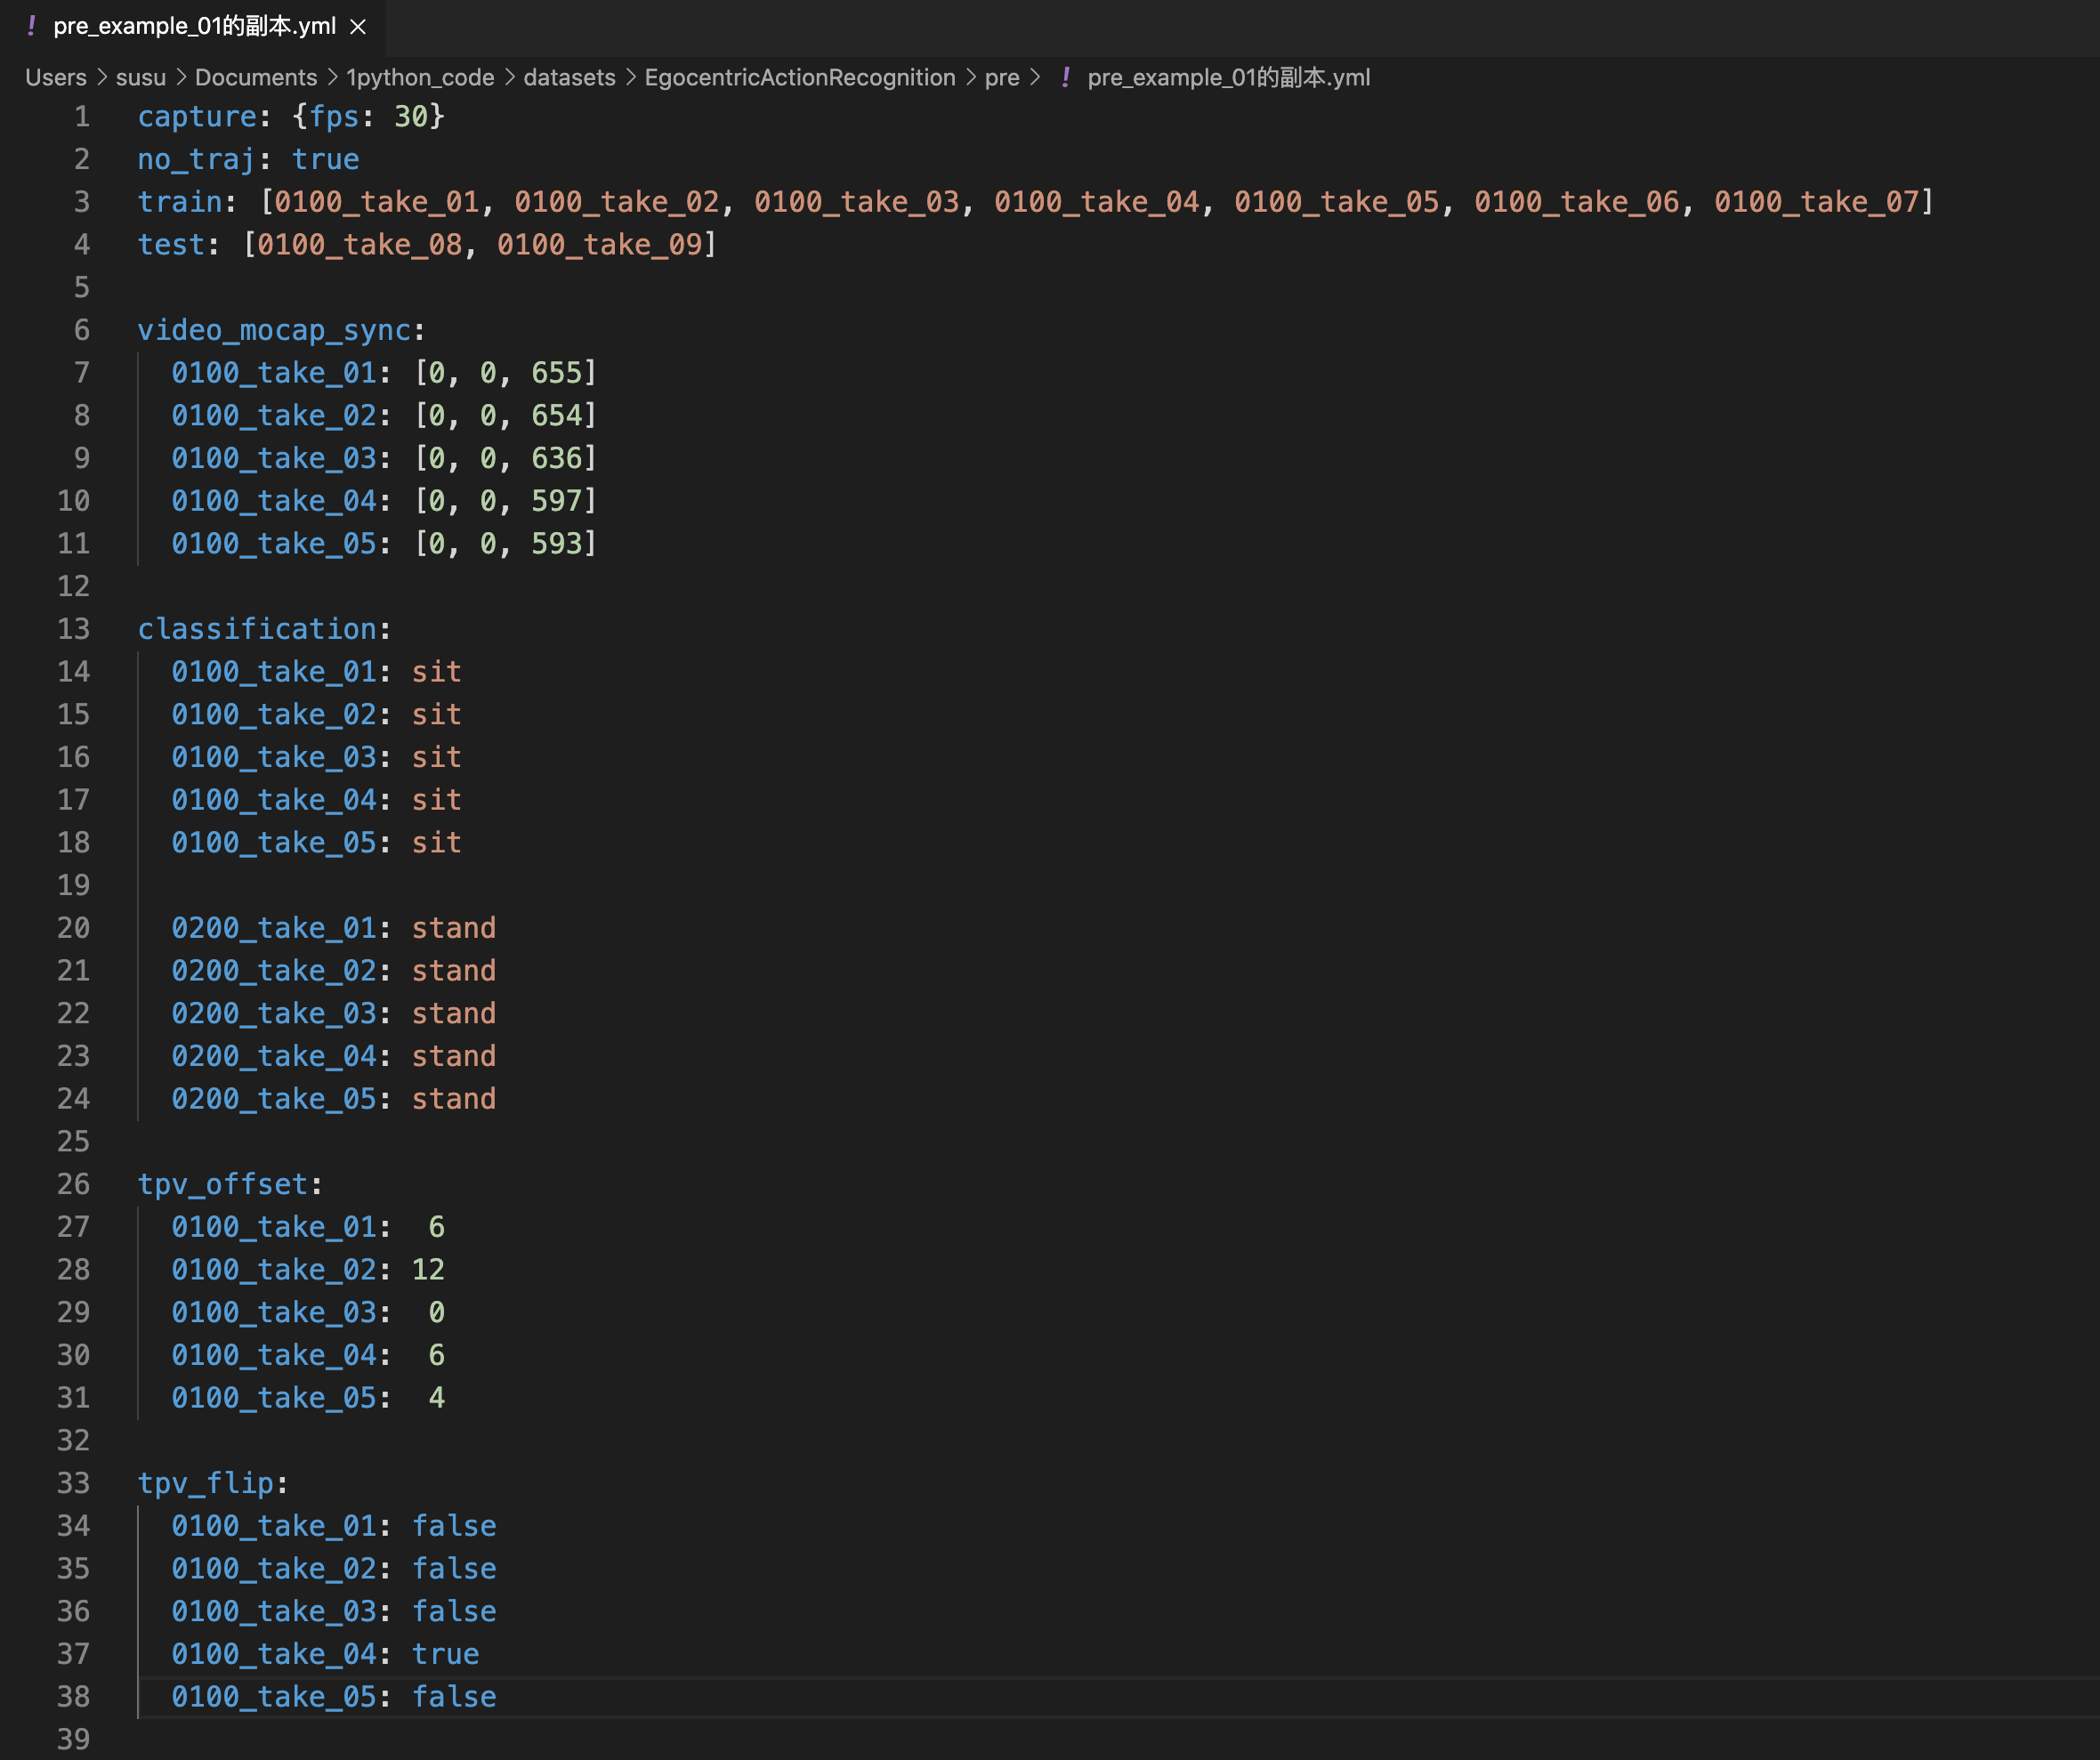 pre_example_01的副本.yml
Users > susu > Documents > 1python_code > datasets > EgocentricActionRecognition > pre > ! pre_example_01的副本.yml
1 capture: {fps: 30}
2 no_traj: true
3 train: [0100_take_01, 0100_take_02, 0100_take_03, 0100_take_04, 0100_take_05, 0100_take_06, 0100_take_07]
4 test: [0100_take_08, 0100_take_09]
5
6 video_mocap_sync:
7 0100_take_01: [0, 0, 655]
8 0100_take_02: [0, 0, 654]
9 0100_take_03: [0, 0, 636]
10 0100_take_04: [0, 0, 597]
11 0100_take_05: [0, 0, 593]
12
13 classification:
14 0100_take_01: sit
15 0100_take_02: sit
16 0100_take_03: sit
17 0100_take_04: sit
18 0100_take_05: sit
19
20 0200_take_01: stand
21 0200_take_02: stand
22 0200_take_03: stand
23 0200_take_04: stand
24 0200_take_05: stand
25
26 tpv_offset:
27 0100_take_01: 6
28 0100_take_02: 12
29 0100_take_03: 0
30 0100_take_04: 6
31 0100_take_05: 4
32
33 tpv_flip:
34 0100_take_01: false
35 0100_take_02: false
36 0100_take_03: false
37 0100_take_04: true
38 0100_take_05: false
39